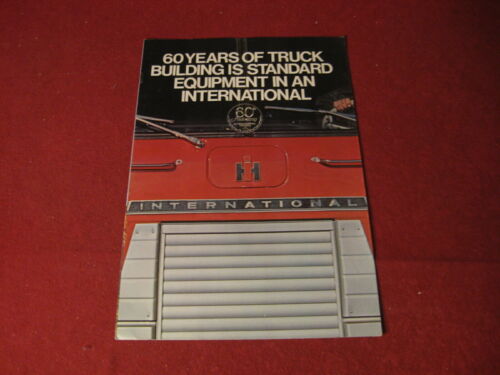 60 YEARS OF TRUCK
BUILDING IS STANDARD
EQUIPMENT IN AN
INTERNATIONAL
60
IH
INTERNATIONAL